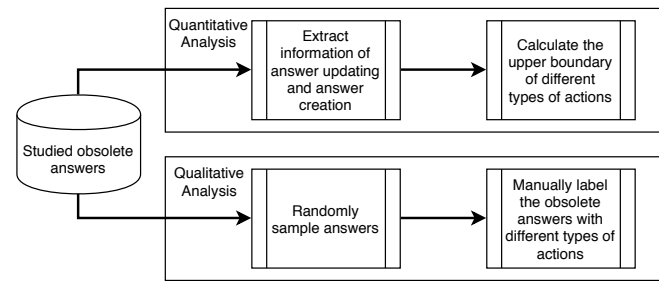 Quantitative
Analysis
Extract
information of
answer updating
and answer
creation
Calculate the
upper boundary
of different
types of actions
Studied obsolete
answers
Qualitative
Analysis
Randomly
sample answers
Manually label
the obsolete
answers with
different types of
actions